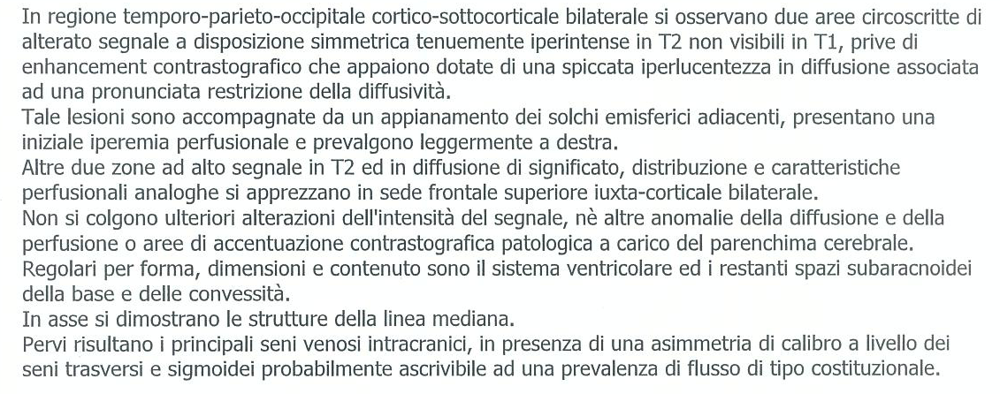 In regione temporo-parieto-occipitale cortico-sottocorticale bilaterale si osservano due aree circoscritte di
alterato segnale a disposizione simmetrica tenuemente iperintense in T2 non visibili in T1, prive di
enhancement contrastografico che appaiono dotate di una spiccata iperlucentezza in diffusione associata
ad una pronunciata restrizione della diffusività.
Tale lesioni sono accompagnate da un appianamento dei solchi emisferici adiacenti, presentano una
iniziale iperemia perfusionale e prevalgono leggermente a destra.
Altre due zone ad alto segnale in T2 ed in diffusione di significato, distribuzione e caratteristiche
perfusionali analoghe si apprezzano in sede frontale superiore iuxta-corticale bilaterale.
Non si colgono ulteriori alterazioni dell'intensità del segnale, nè altre anomalie della diffusione e della
perfusione o aree di accentuazione contrastografica patologica a carico del parenchima cerebrale.
Regolari per forma, dimensioni e contenuto sono il sistema ventricolare ed i restanti spazi subaracnoidei
della base e delle convessità.
In asse si dimostrano le strutture della linea mediana.
Pervi risultano i principali seni venosi intracranici, in presenza di una asimmetria di calibro a livello dei
seni trasversi e sigmoidei probabilmente ascrivibile ad una prevalenza di flusso di tipo costituzionale.